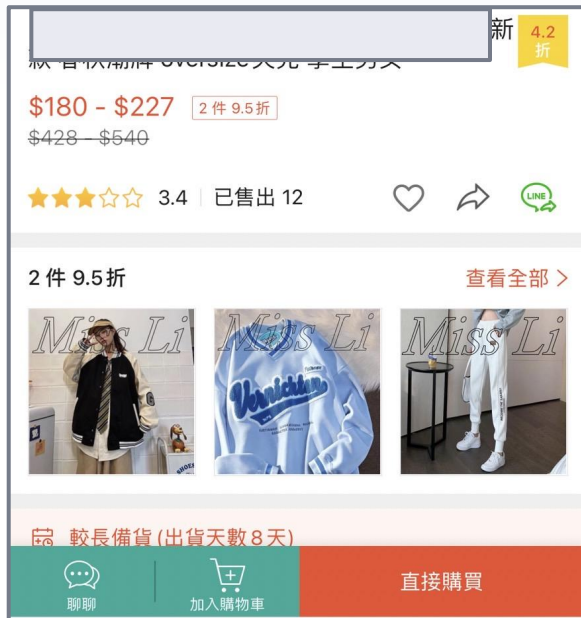 新
4.2
折
款 春秋潮牌 oversize
學生男女
$180 - $227
2 件 9.5折
$428 - $540
3.4
已售出 12
LINE
2 件 9.5折
查看全部 >
Miss Li
Miss Li
Miss Li
Vernichten
SHOES
較長備貨 (出貨天數 8 天)
聊聊
加入購物車
直接購買